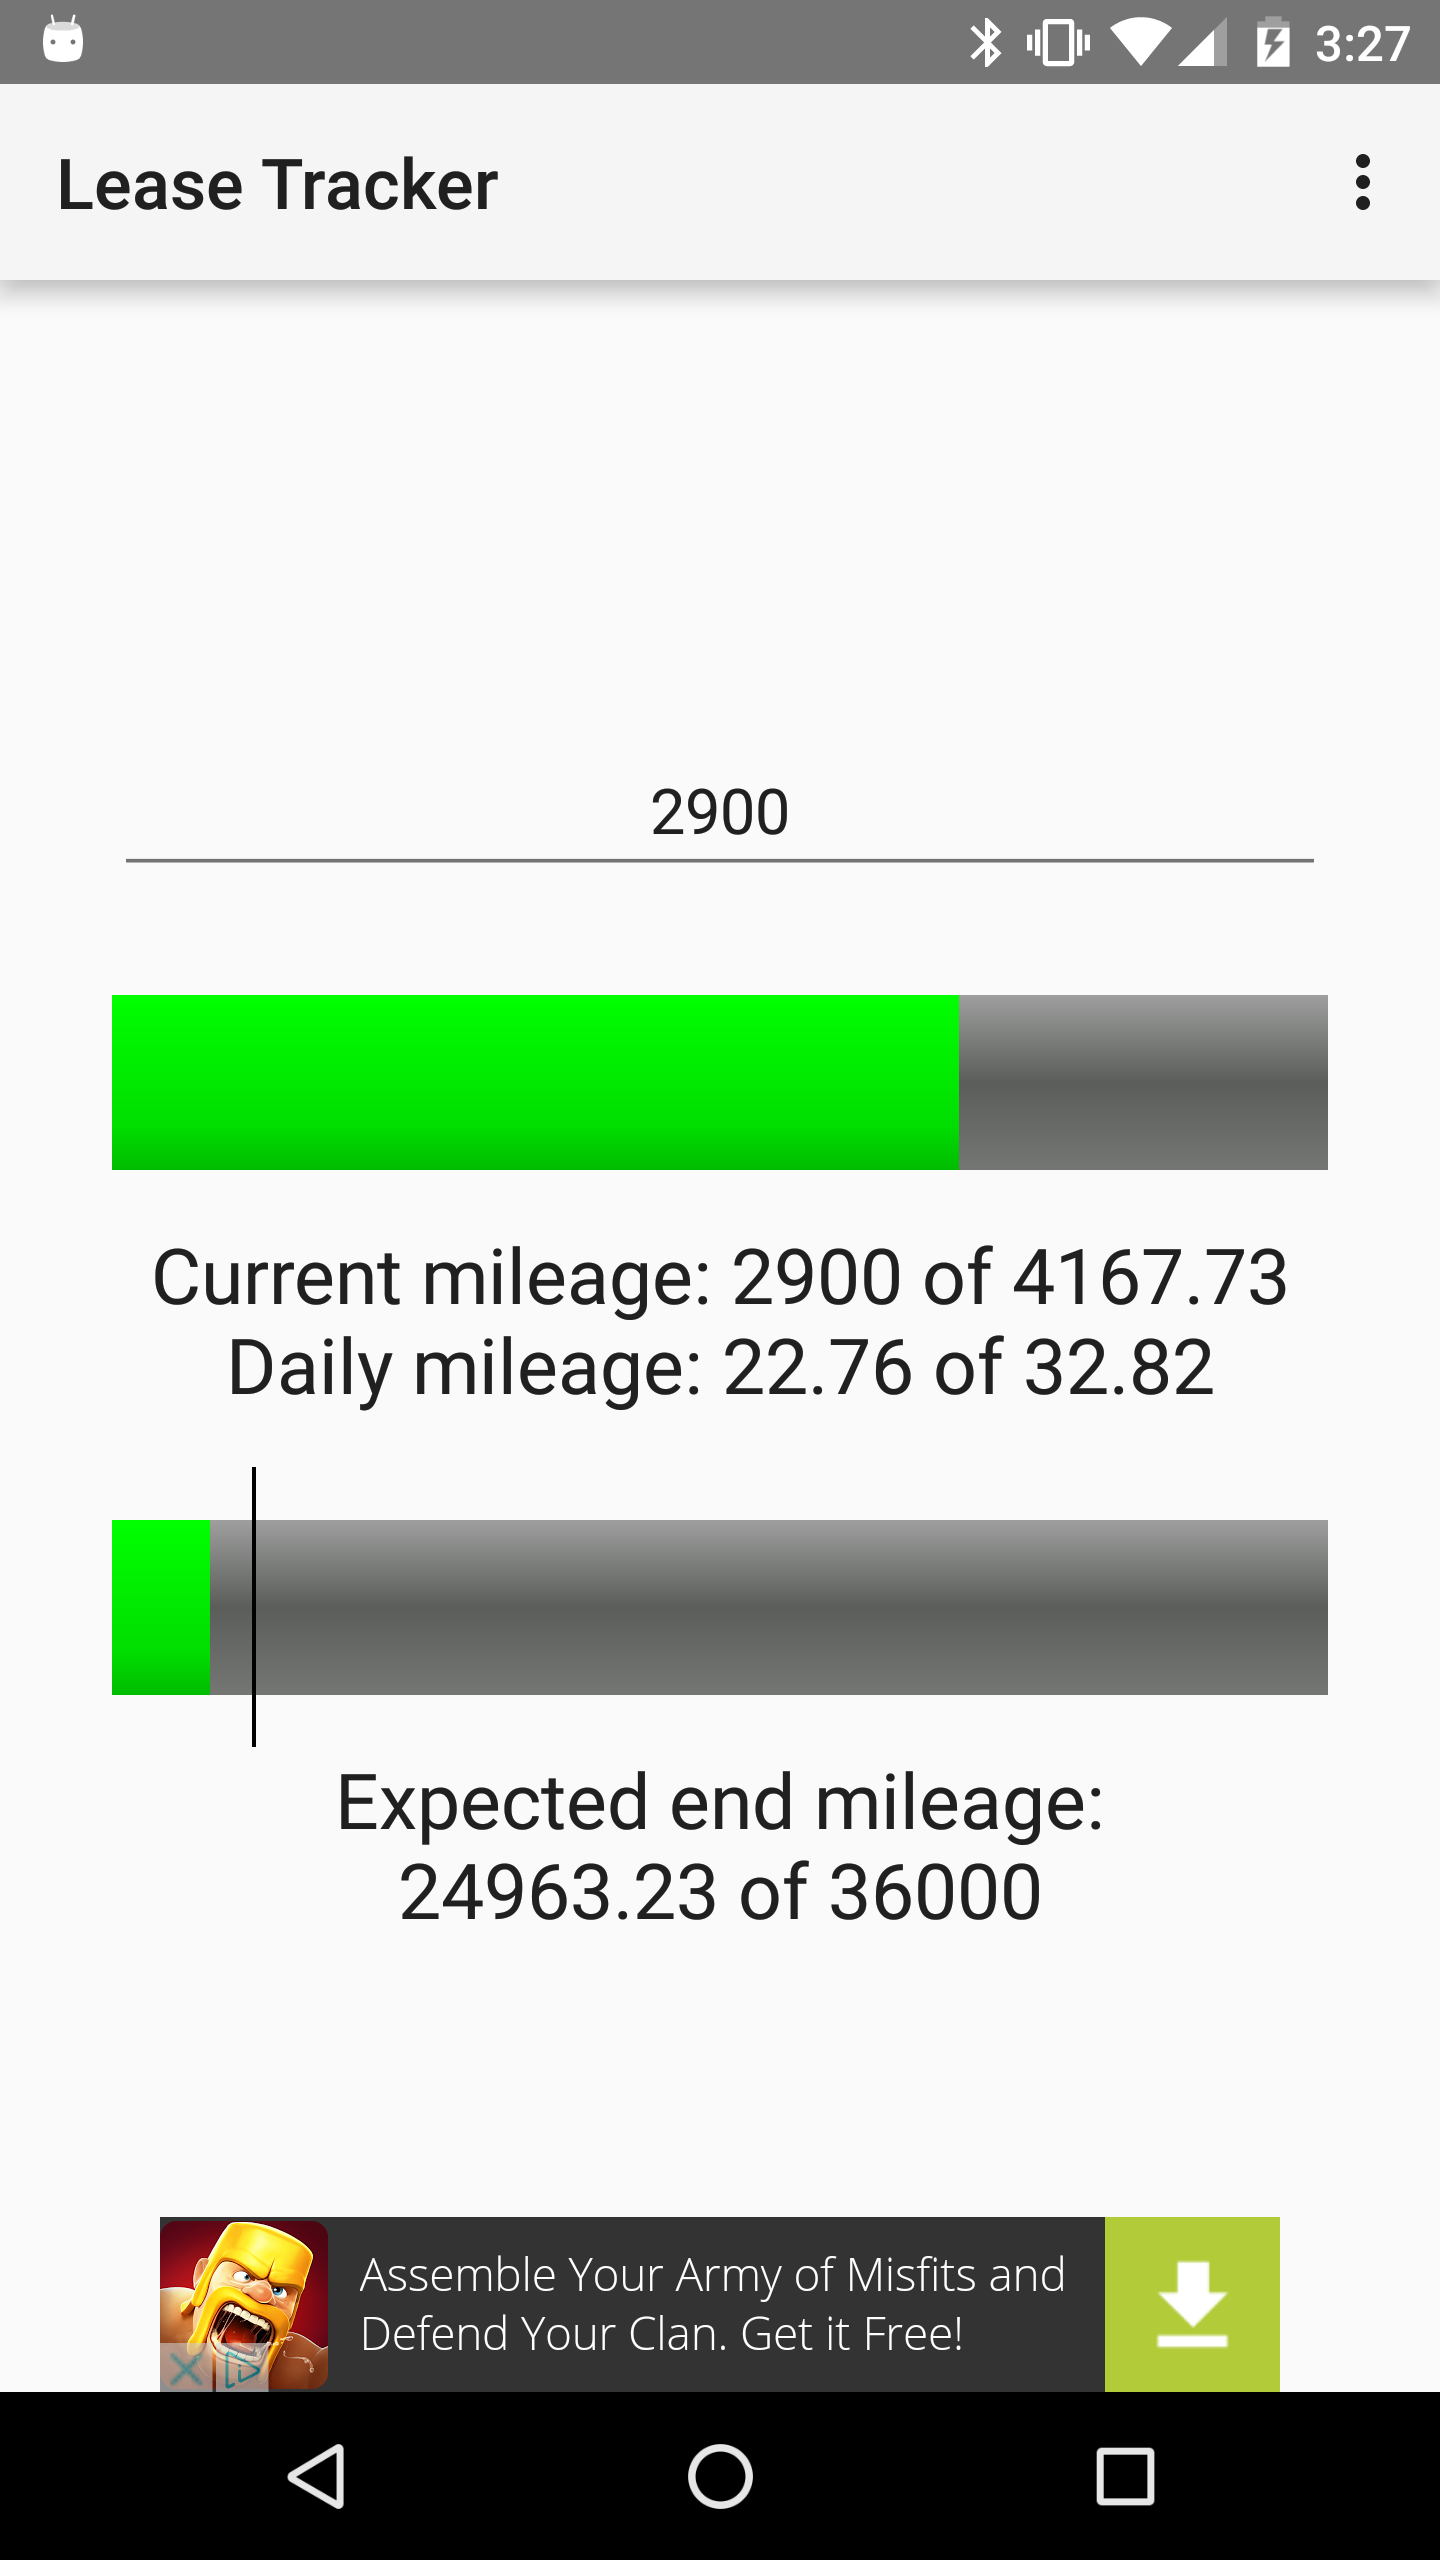 3:27
Lease Tracker
2900
Current mileage: 2900 of 4167.73
Daily mileage: 22.76 of 32.82
Expected end mileage:
24963.23 of 36000
Assemble Your Army of Misfits and
Defend Your Clan. Get it Free!